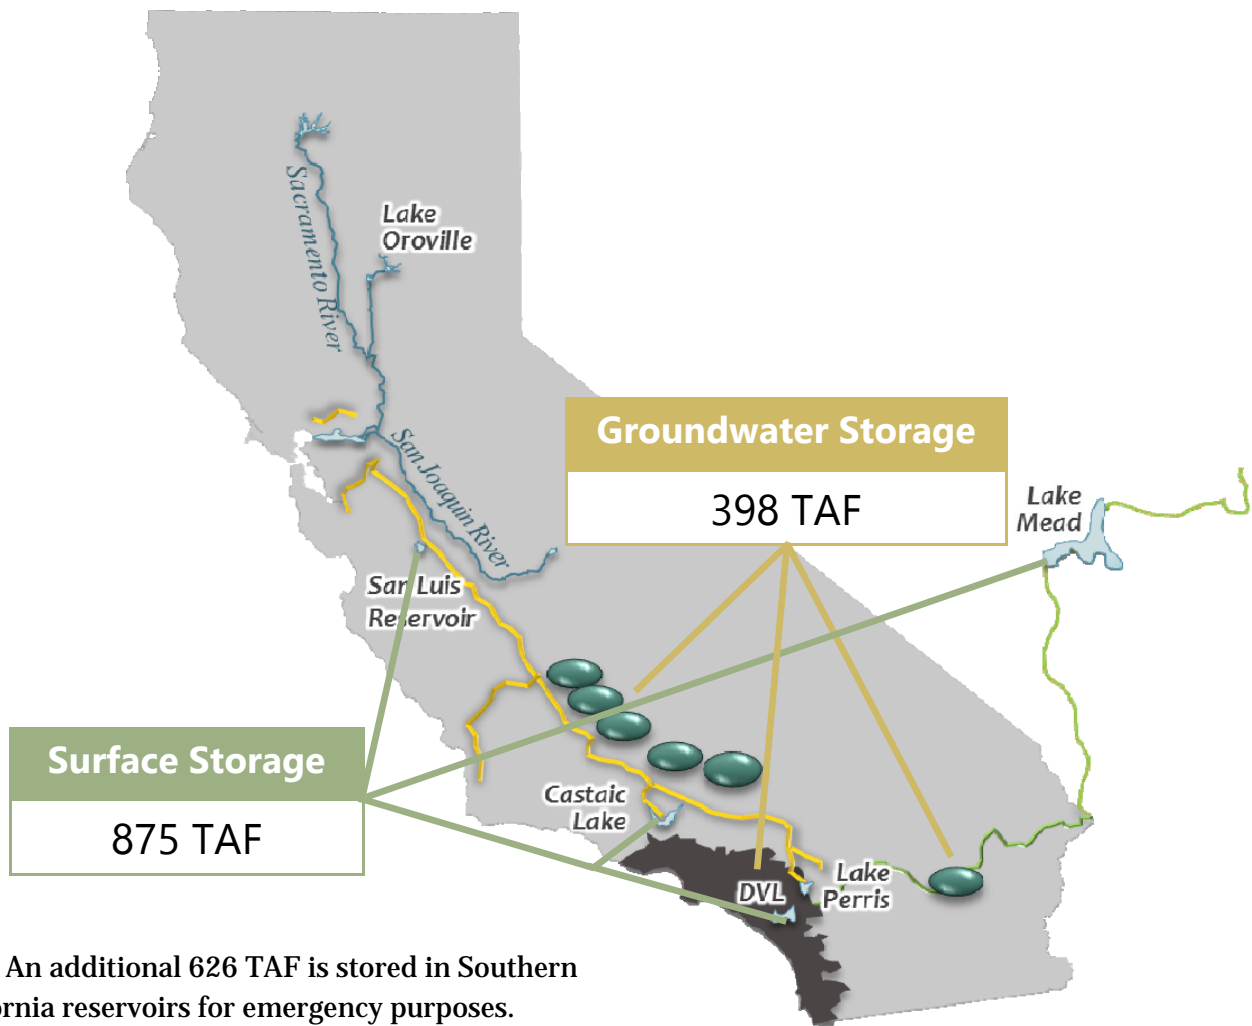 Sacramento River
Lake
Oroville
San Joaquin River
Groundwater Storage
398 TAF
Lake
Mead
San Luis
Reservoir
Surface Storage
875 TAF
Castaic
Lake
DVL
Lake
Perris
An additional 626 TAF is stored in Southern
ornia reservoirs for emergency purposes.